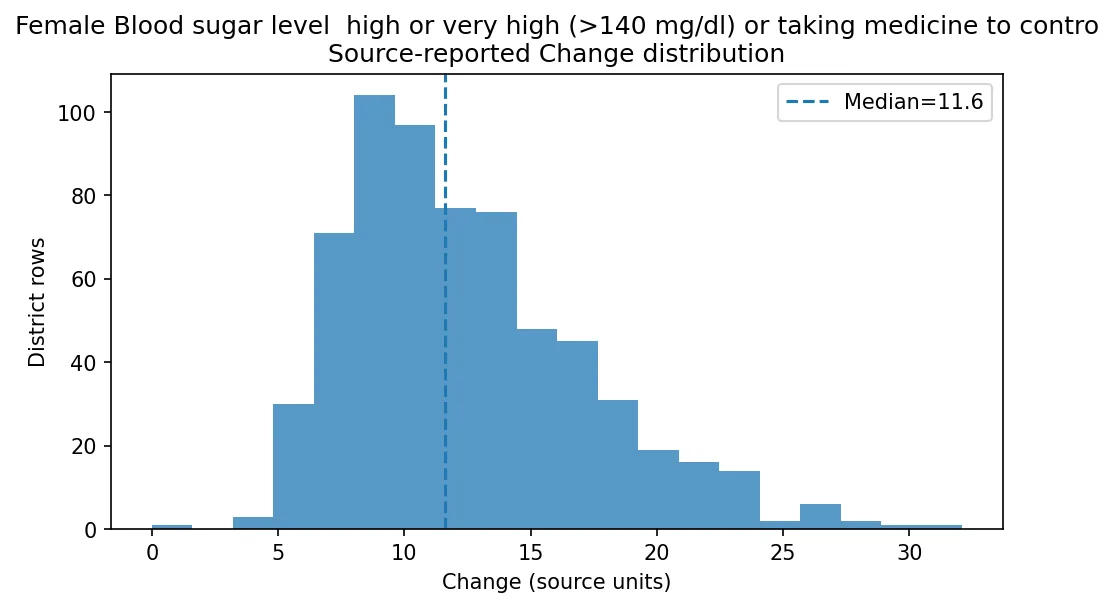 Female Blood sugar level  high or very high (>140 mg/dl) or taking medicine to contro
Source-reported Change distribution
Median=11.6
District rows
100
80
60
40
20
0
0 5 10 15 20 25 30
Change (source units)